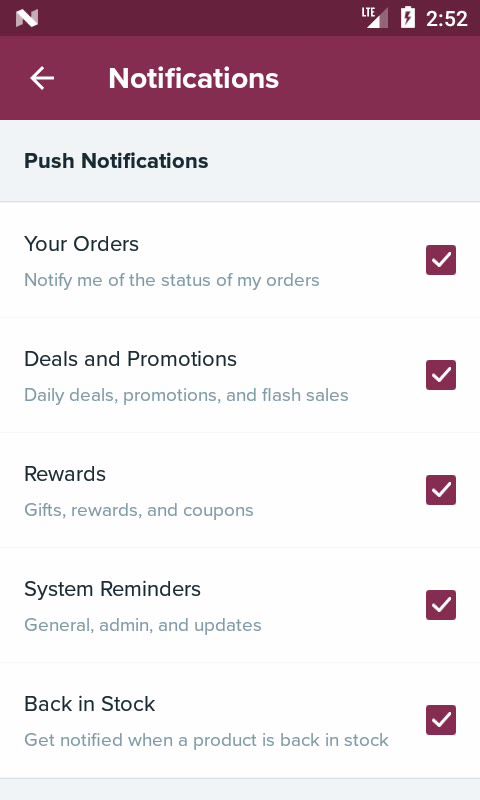 LTE 2:52
Notifications
Push Notifications
Your Orders
Notify me of the status of my orders
Deals and Promotions
Daily deals, promotions, and flash sales
Rewards
Gifts, rewards, and coupons
System Reminders
General, admin, and updates
Back in Stock
Get notified when a product is back in stock